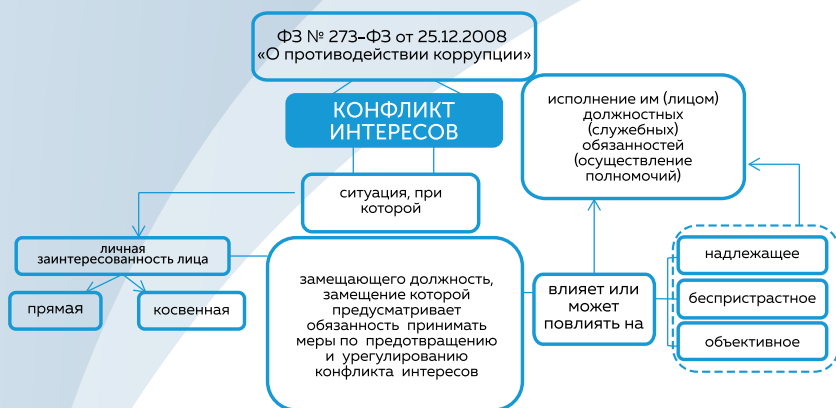 ФЗ № 273–ФЗ от 25.12.2008
«О противодействии коррупции»
КОНФЛИКТ
ИНТЕРЕСОВ
ситуация, при
которой
личная
заинтересованность лица
прямая
косвенная
замещающего должность,
замещение которой
предусматривает
обязанность принимать
меры по предотвращению
и урегулированию
конфликта интересов
влияет или
может
повлиять на
надлежащее
беспристрастное
объективное
исполнение им (лицом)
должностных
(служебных)
обязанностей
(осуществление
полномочий)